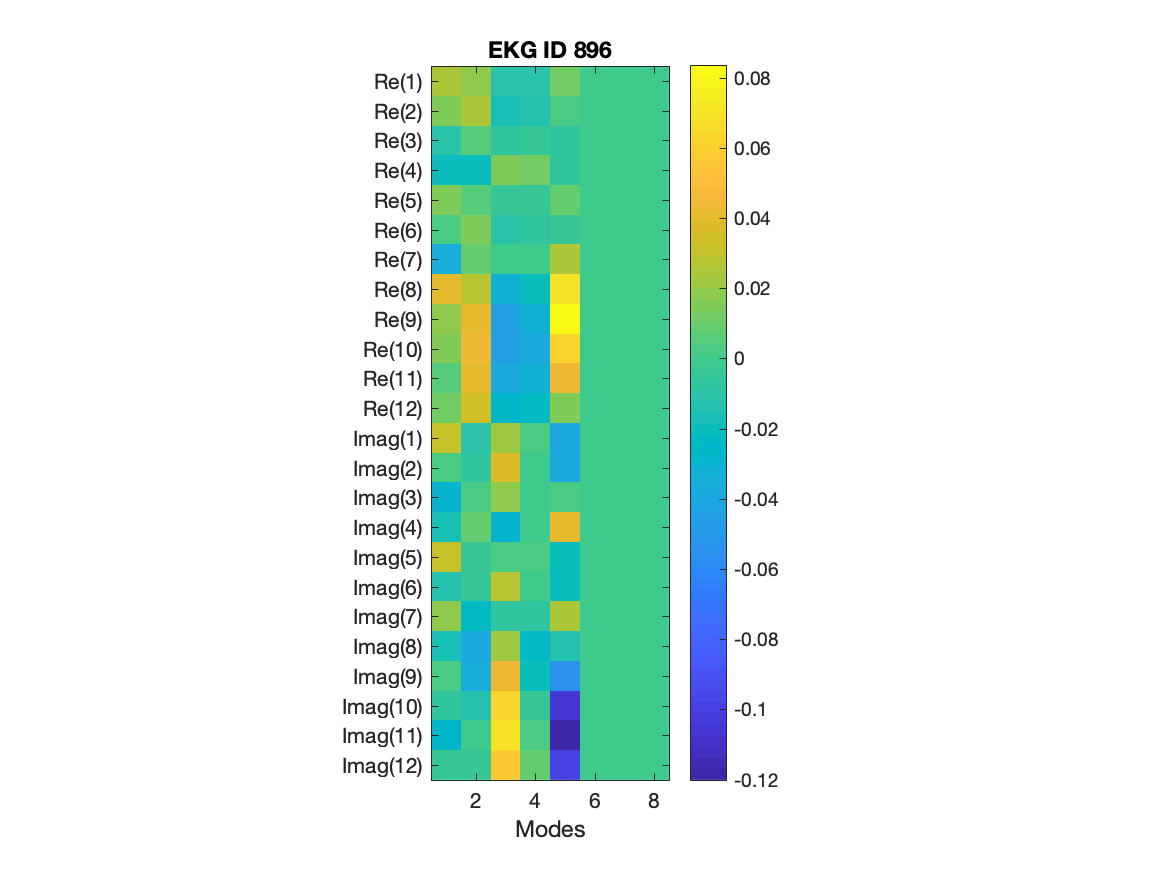 EKG ID 896
Re(1)
Re(2)
Re(3)
Re(4)
Re(5)
Re(6)
Re(7)
Re(8)
Re(9)
Re(10)
Re(11)
Re(12)
Imag(1)
Imag(2)
Imag(3)
Imag(4)
Imag(5)
Imag(6)
Imag(7)
Imag(8)
Imag(9)
Imag(10)
Imag(11)
Imag(12)
2 4 6 8
Modes
0.08
0.06
0.04
0.02
0
-0.02
-0.04
-0.06
-0.08
-0.1
-0.12